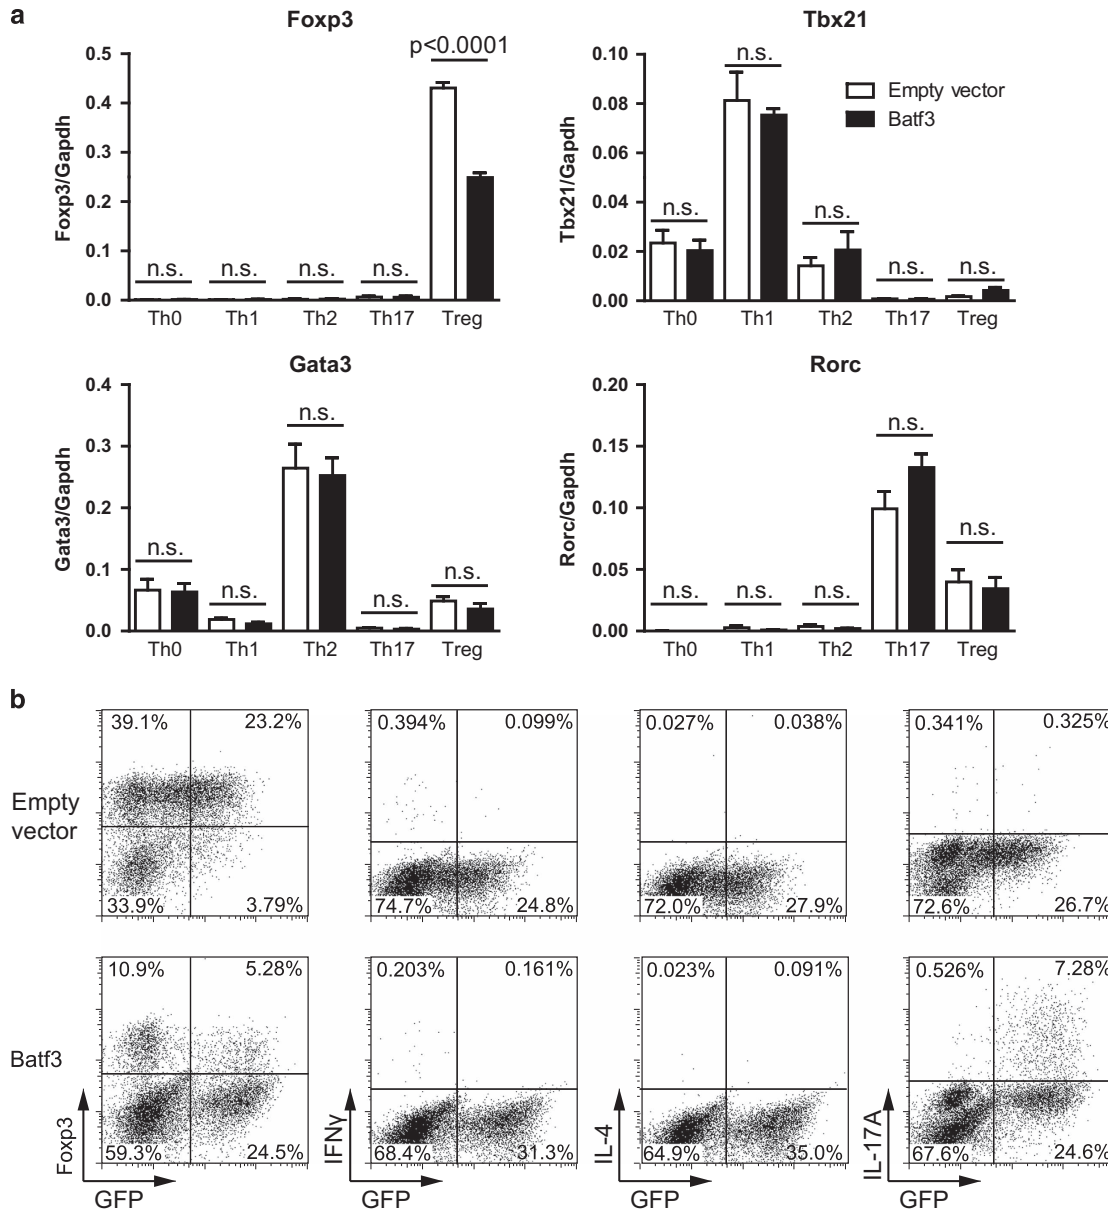 a
Foxp3
Foxp3/Gapdh
0.5
0.4
0.3
0.2
0.1
0.0
n.s.
n.s.
n.s.
n.s.
p<0.0001
Th0 Th1 Th2 Th17 Treg
Tbx21
Tbx21/Gapdh
0.10
0.08
0.06
0.04
0.02
0.00
n.s.
n.s.
n.s.
n.s.
n.s.
Empty vector
Batf3
Th0 Th1 Th2 Th17 Treg
Gata3
Gata3/Gapdh
0.4
0.3
0.2
0.1
0.0
n.s.
n.s.
n.s.
n.s.
n.s.
Th0 Th1 Th2 Th17 Treg
Rorc
Rorc/Gapdh
0.20
0.15
0.10
0.05
0.00
n.s.
n.s.
n.s.
n.s.
n.s.
Th0 Th1 Th2 Th17 Treg
b
Empty
vector
39.1% 23.2%
33.9% 3.79%
0.394% 0.099%
74.7% 24.8%
0.027% 0.038%
72.0% 27.9%
0.341% 0.325%
72.6% 26.7%
Batf3
10.9% 5.28%
59.3% 24.5%
Foxp3
GFP
0.203% 0.161%
68.4% 31.3%
IFNγ
GFP
0.023% 0.091%
64.9% 35.0%
IL-4
GFP
0.526% 7.28%
67.6% 24.6%
IL-17A
GFP